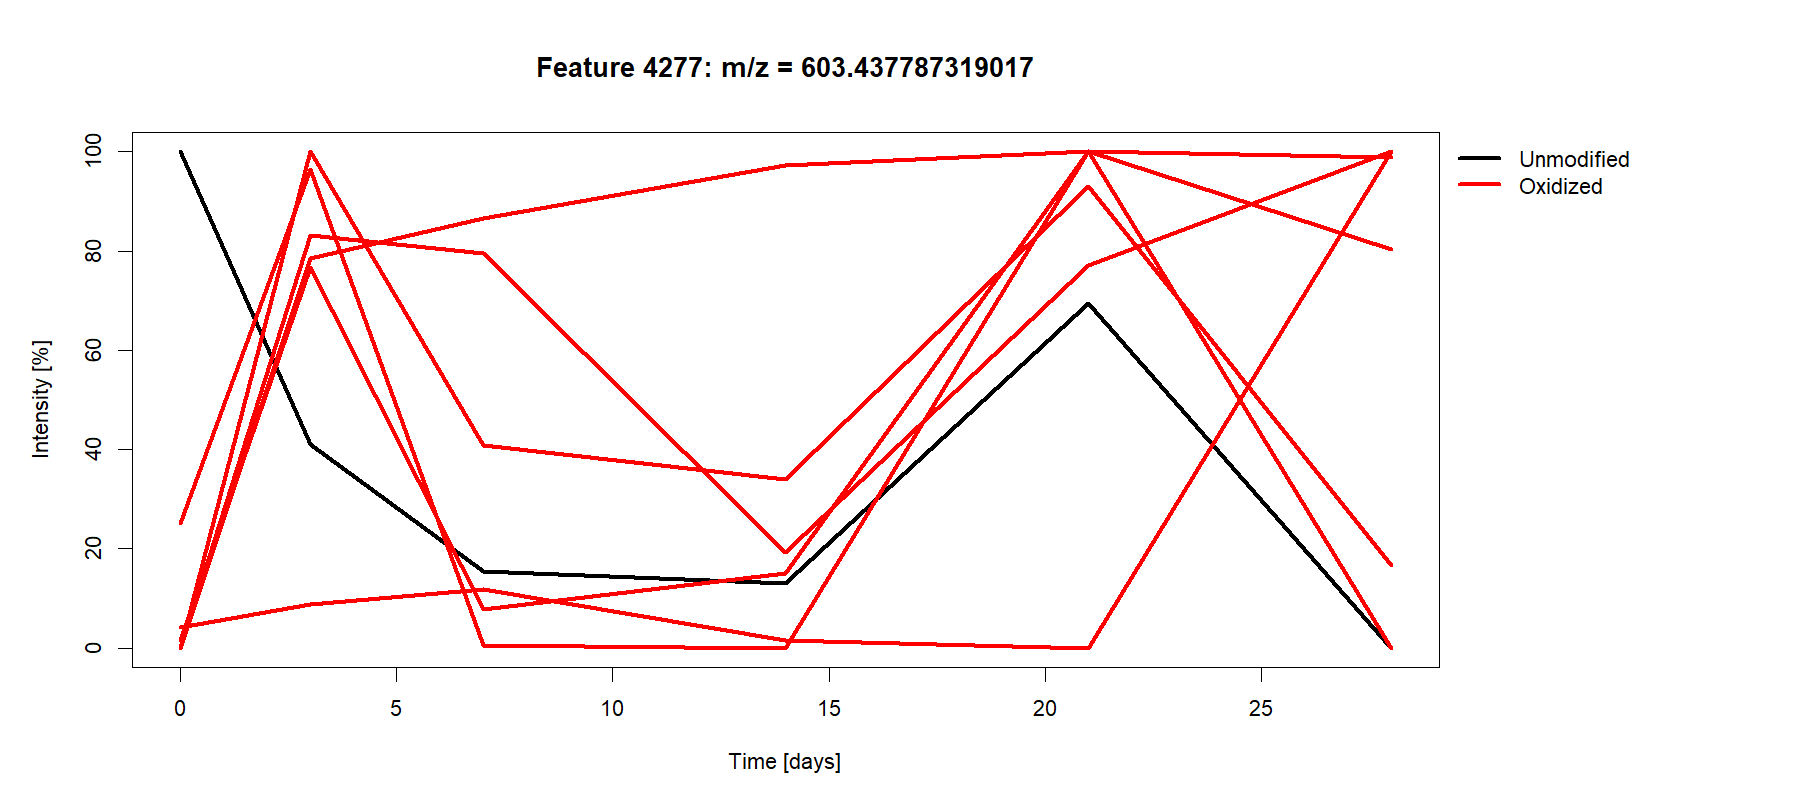 Feature 4277: m/z = 603.437787319017
Unmodified
Oxidized
Intensity [%]
100
80
60
40
20
0
0 5 10 15 20 25
Time [days]